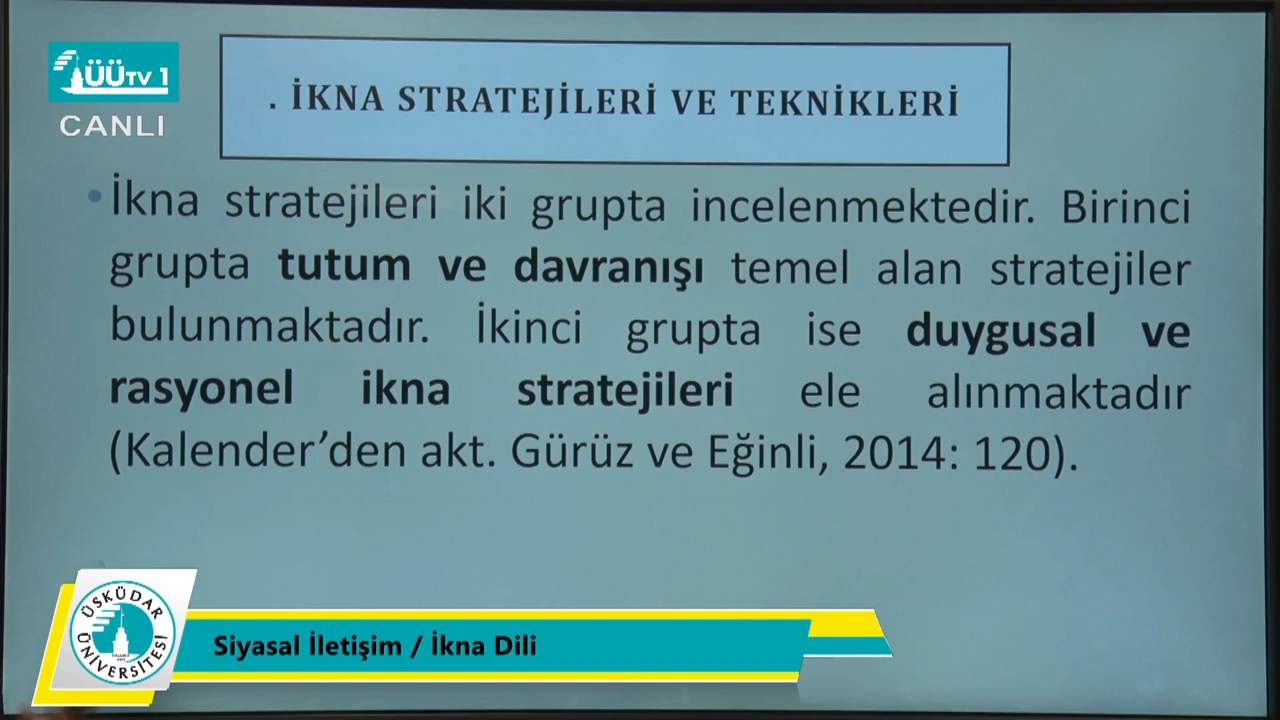 ÜÜTV 1
CANLI
. İKNA STRATEJİLERİ VE TEKNİKLERİ
•İkna stratejileri iki grupta incelenmektedir. Birinci
grupta tutum ve davranışı temel alan stratejiler
bulunmaktadır. İkinci grupta ise duygusal ve
rasyonel ikna stratejileri ele alınmaktadır
(Kalender’den akt. Gürüz ve Eğinli, 2014: 120).
ÜSKÜDAR
ÜNİVERSİTESİ
Siyasal İletişim / İkna Dili